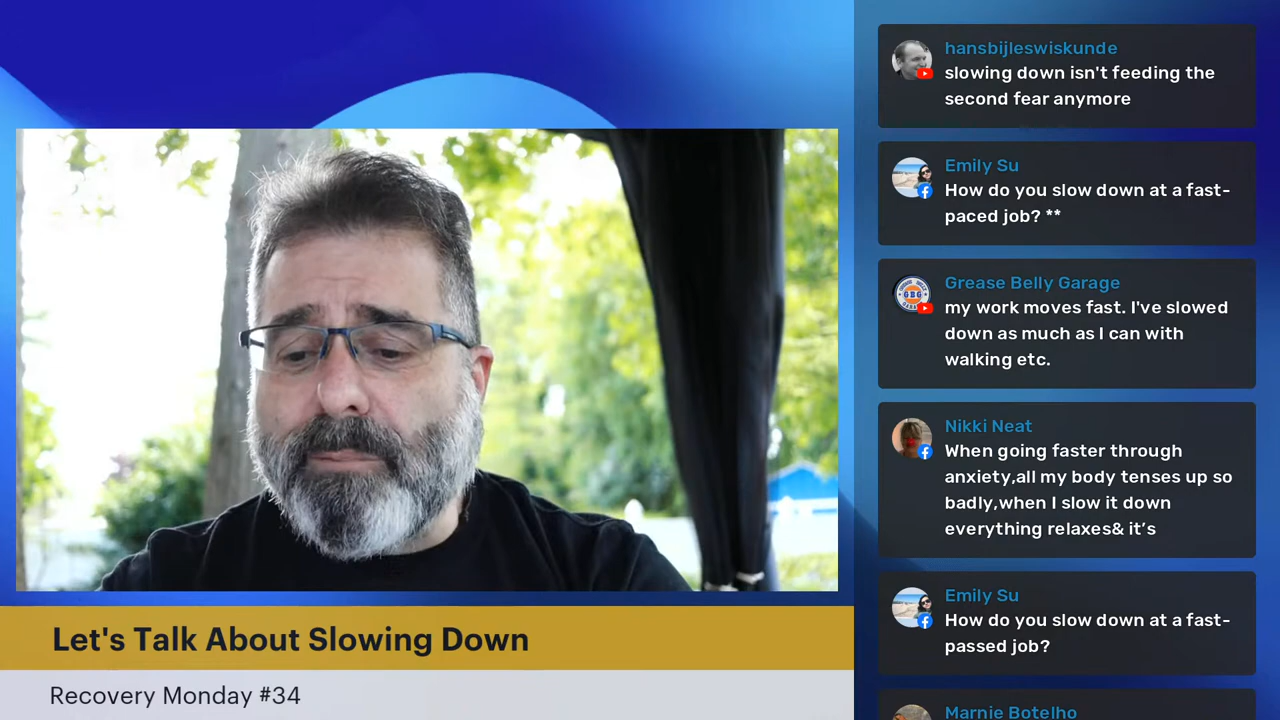 hansbijleswiskunde
slowing down isn't feeding the
second fear anymore
Emily Su
How do you slow down at a fast-
paced job? **
Grease Belly Garage
my work moves fast. I've slowed
down as much as I can with
walking etc.
Nikki Neat
When going faster through
anxiety,all my body tenses up so
badly,when I slow it down
everything relaxes& it’s
Emily Su
How do you slow down at a fast-
passed job?
Marnie Botelho
Let's Talk About Slowing Down
Recovery Monday #34
GBG